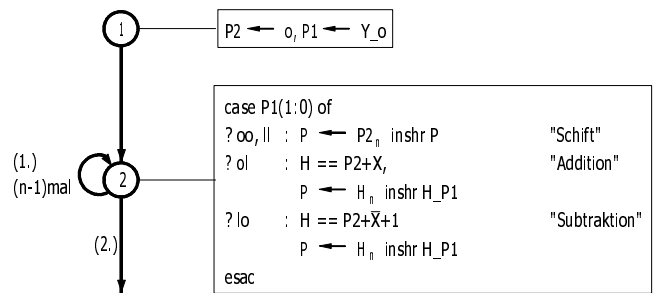 1
P2 ← o, P1 ← Y_o
case P1(1:0) of
? oo, ll : P ← P2n inshr P "Schift"
(1.)
? ol : H == P2+X, "Addition"
(n-1)mal
2
P ← Hn inshr H_P1
? lo : H == P2+X̅+1 "Subtraktion"
(2.)
P ← Hn inshr H_P1
esac